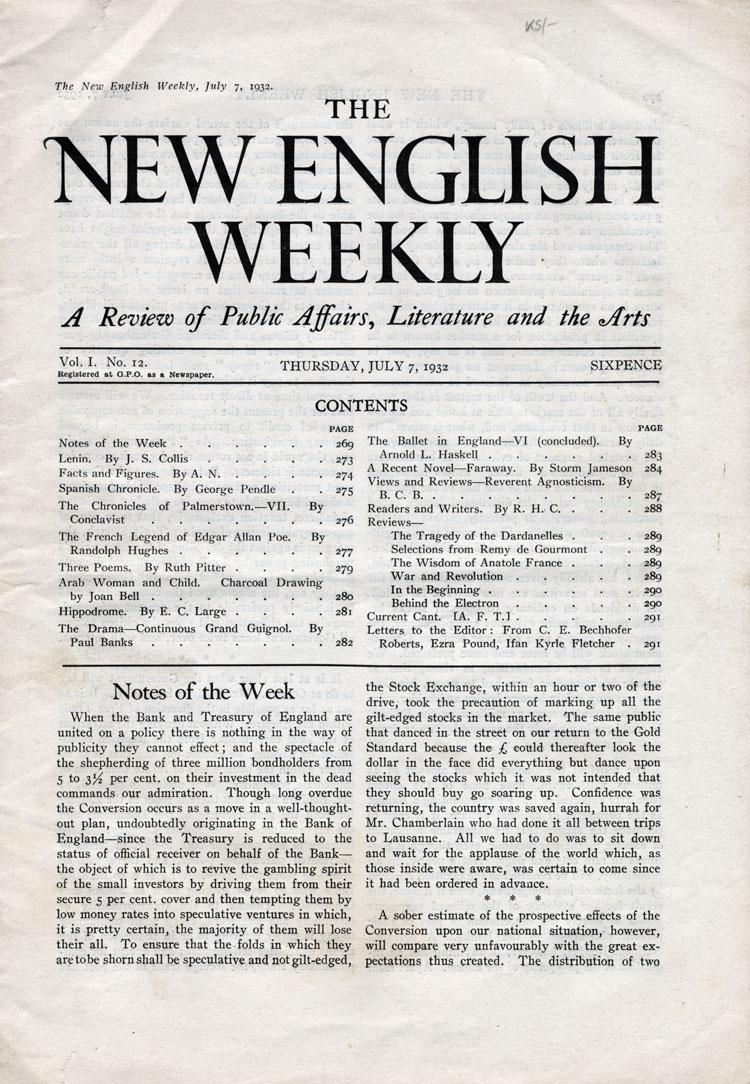 The New English Weekly, July 7, 1932.
THE
NEW ENGLISH
WEEKLY
A Review of Public Affairs, Literature and the Arts
Vol. I. No. 12.
Registered at G.P.O. as a Newspaper.
THURSDAY, JULY 7, 1932
SIXPENCE
CONTENTS
PAGE
Notes of the Week . . . . . . 269
Lenin. By J. S. Collis . . . . . 273
Facts and Figures. By A. N. . . . . 274
Spanish Chronicle. By George Pendle . . 275
The Chronicles of Palmerstown.—VII. By
Conclavist . . . . . . . 276
The French Legend of Edgar Allan Poe. By
Randolph Hughes . . . . . . 277
Three Poems. By Ruth Pitter . . . . 279
Arab Woman and Child. Charcoal Drawing
by Joan Bell . . . . . . . 280
Hippodrome. By E. C. Large . . . . 281
The Drama—Continuous Grand Guignol. By
Paul Banks . . . . . . . 282
PAGE
The Ballet in England—VI (concluded). By
Arnold L. Haskell . . . . . . 283
A Recent Novel—Faraway. By Storm Jameson 284
Views and Reviews—Reverent Agnosticism. By
B. C. B. . . . . . . . . 287
Readers and Writers. By R. H. C. . . . 288
Reviews—
The Tragedy of the Dardanelles . . . 289
Selections from Remy de Gourmont . . 289
The Wisdom of Anatole France . . . 289
War and Revolution . . . . . 289
In the Beginning . . . . . . 290
Behind the Electron . . . . . 290
Current Cant. [A. F. T.] . . . . . 291
Letters to the Editor: From C. E. Bechhofer
Roberts, Ezra Pound, Ifan Kyrle Fletcher . 291
Notes of the Week
When the Bank and Treasury of England are
united on a policy there is nothing in the way of
publicity they cannot effect; and the spectacle of
the shepherding of three million bondholders from
5 to 3½ per cent. on their investment in the dead
commands our admiration. Though long overdue
the Conversion occurs as a move in a well-thought-
out plan, undoubtedly originating in the Bank of
England—since the Treasury is reduced to the
status of official receiver on behalf of the Bank—
the object of which is to revive the gambling spirit
of the small investors by driving them from their
secure 5 per cent. cover and then tempting them by
low money rates into speculative ventures in which,
it is pretty certain, the majority of them will lose
their all. To ensure that the folds in which they
are to be shorn shall be speculative and not gilt-edged,
the Stock Exchange, within an hour or two of the
drive, took the precaution of marking up all the
gilt-edged stocks in the market. The same public
that danced in the street on our return to the Gold
Standard because the £ could thereafter look the
dollar in the face did everything but dance upon
seeing the stocks which it was not intended that
they should buy go soaring up. Confidence was
returning, the country was saved again, hurrah for
Mr. Chamberlain who had done it all between trips
to Lausanne. All we had to do was to sit down
and wait for the applause of the world which, as
those inside were aware, was certain to come since
it had been ordered in advance.
* * *
A sober estimate of the prospective effects of the
Conversion upon our national situation, however,
will compare very unfavourably with the great ex-
pectations thus created. The distribution of two